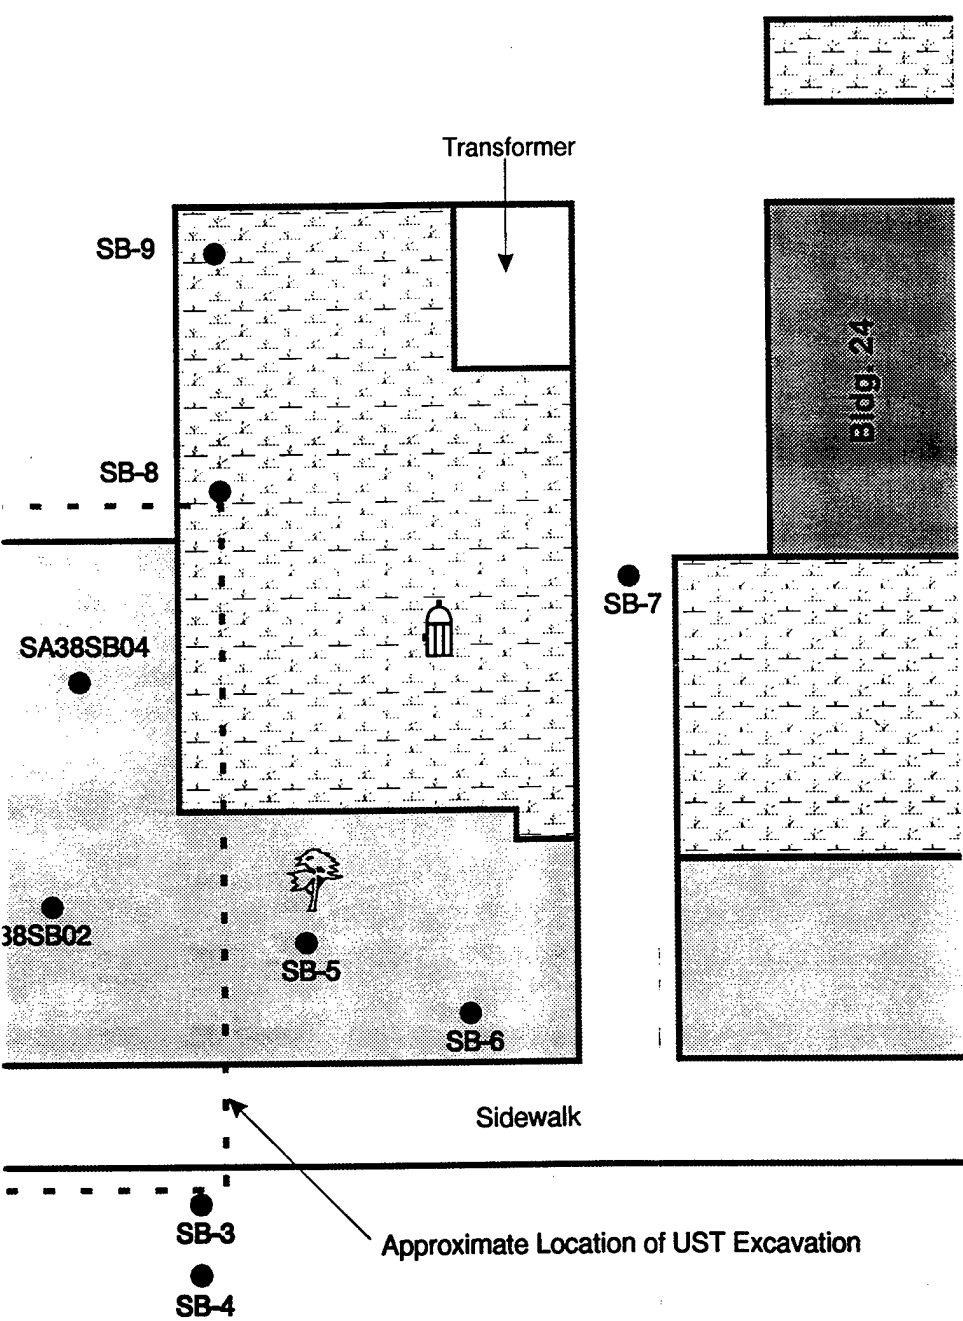 Transformer
SB-9
Bldg. 24
SB-8
SB-7
SA38SB04
38SB02
SB-5
SB-6
Sidewalk
SB-3
Approximate Location of UST Excavation
SB-4